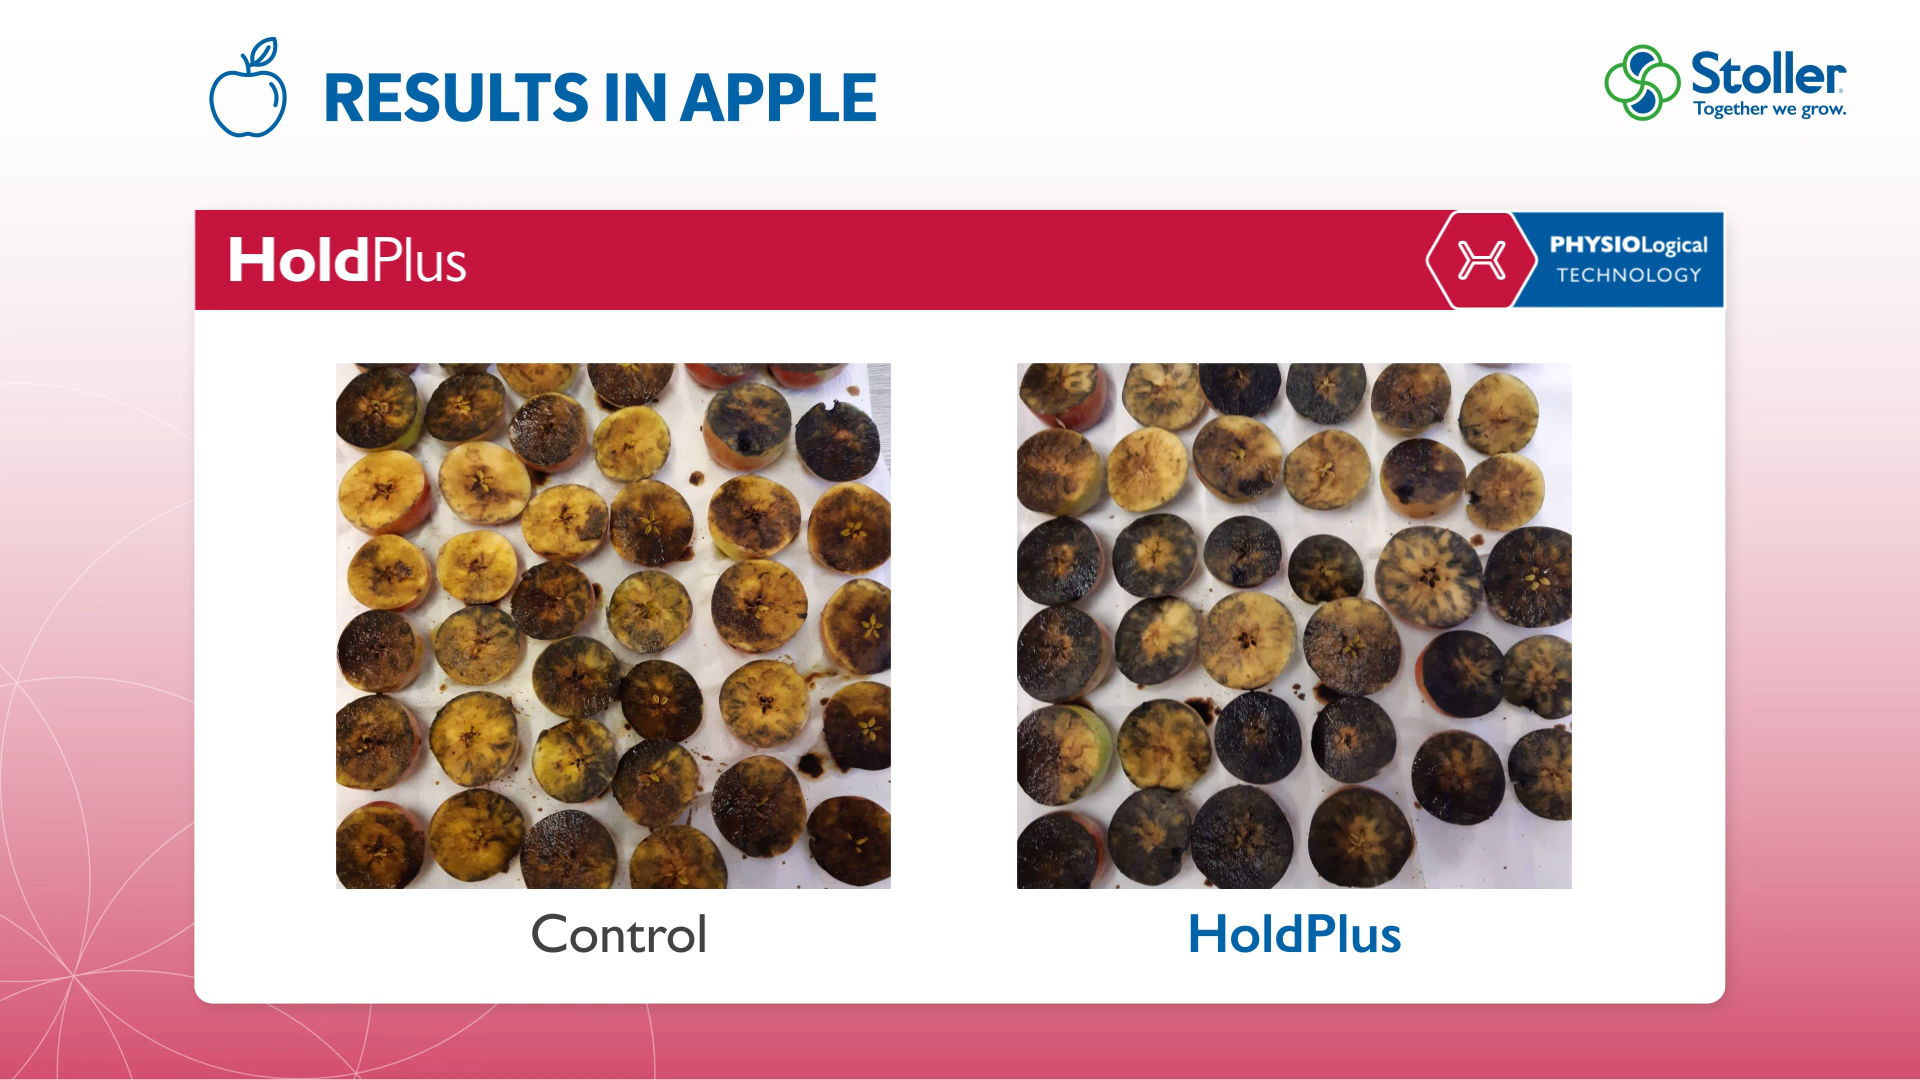 RESULTS IN APPLE
Stoller
Together we grow.
HoldPlus
PHYSIOLogical
TECHNOLOGY
Control
HoldPlus